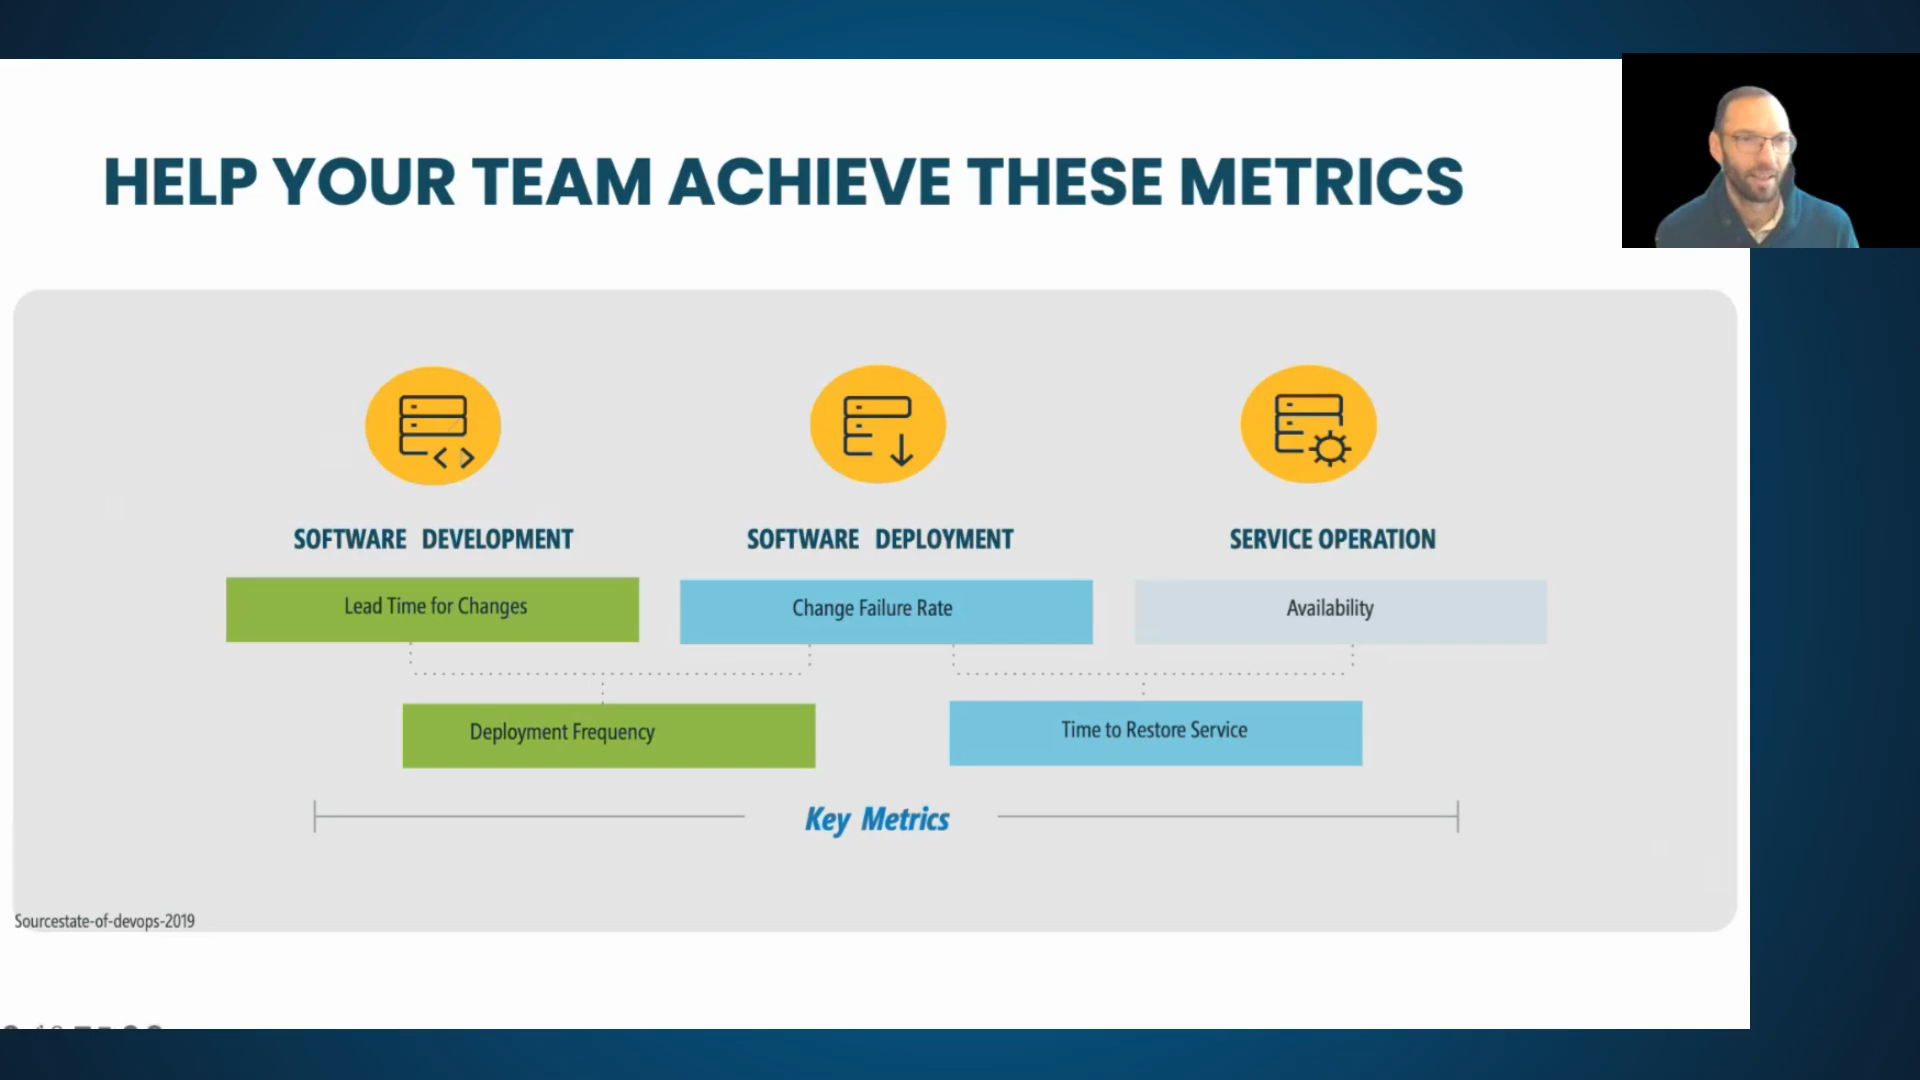 HELP YOUR TEAM ACHIEVE THESE METRICS
SOFTWARE DEVELOPMENT
SOFTWARE DEPLOYMENT
SERVICE OPERATION
Lead Time for Changes
Change Failure Rate
Availability
Deployment Frequency
Time to Restore Service
Key Metrics
Sourcestate-of-devops-2019